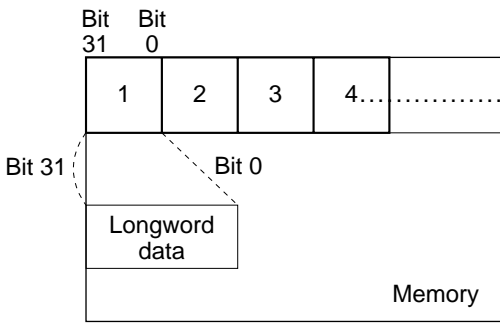 Bit Bit
31 0
1 2 3 4................
Bit 31 Bit 0
Longword
data
Memory